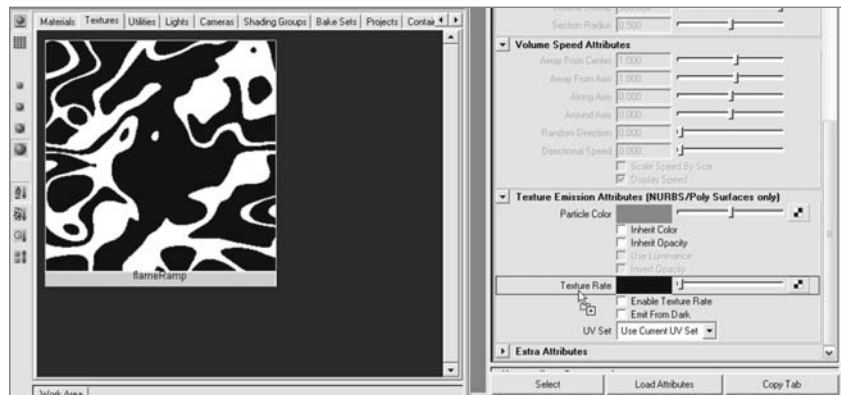 Materials Textures Utilities Lights Cameras Shading Groups Bake Sets Projects Contain
flameRamp
Work Area
Section Radius 0.500
Volume Speed Attributes
Away From Center 1.000
Away From Axis 1.000
Along Axis 0.000
Around Axis 0.000
Random Direction 0.000
Directional Speed 0.000
Scale Speed By Size
Display Speed
Texture Emission Attributes (NURBS/Poly Surfaces only)
Particle Color
Inherit Color
Inherit Opacity
Use Luminance
Invert Opacity
Texture Rate
Enable Texture Rate
Emit From Dark
UV Set Use Current UV Set
Extra Attributes
Select Load Attributes Copy Tab